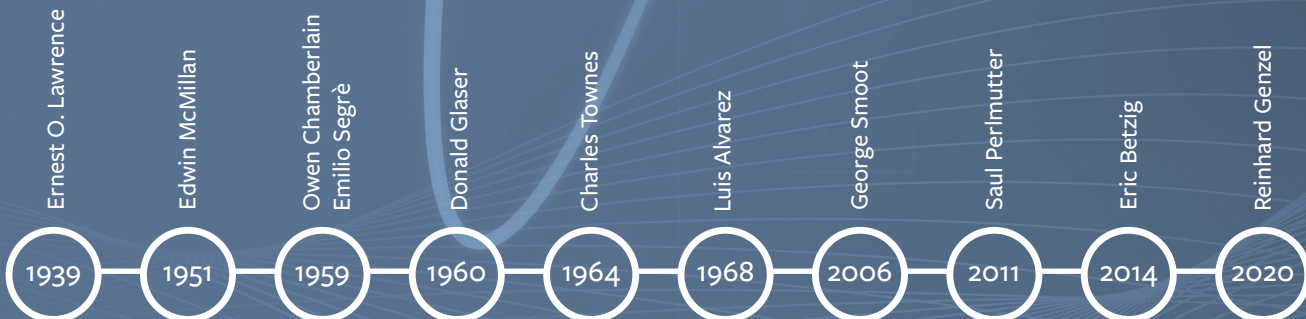 Ernest O. Lawrence
Edwin McMillan
Owen Chamberlain
Emilio Segrè
Donald Glaser
Charles Townes
Luis Alvarez
George Smoot
Saul Perlmutter
Eric Betzig
Reinhard Genzel
1939
1951
1959
1960
1964
1968
2006
2011
2014
2020